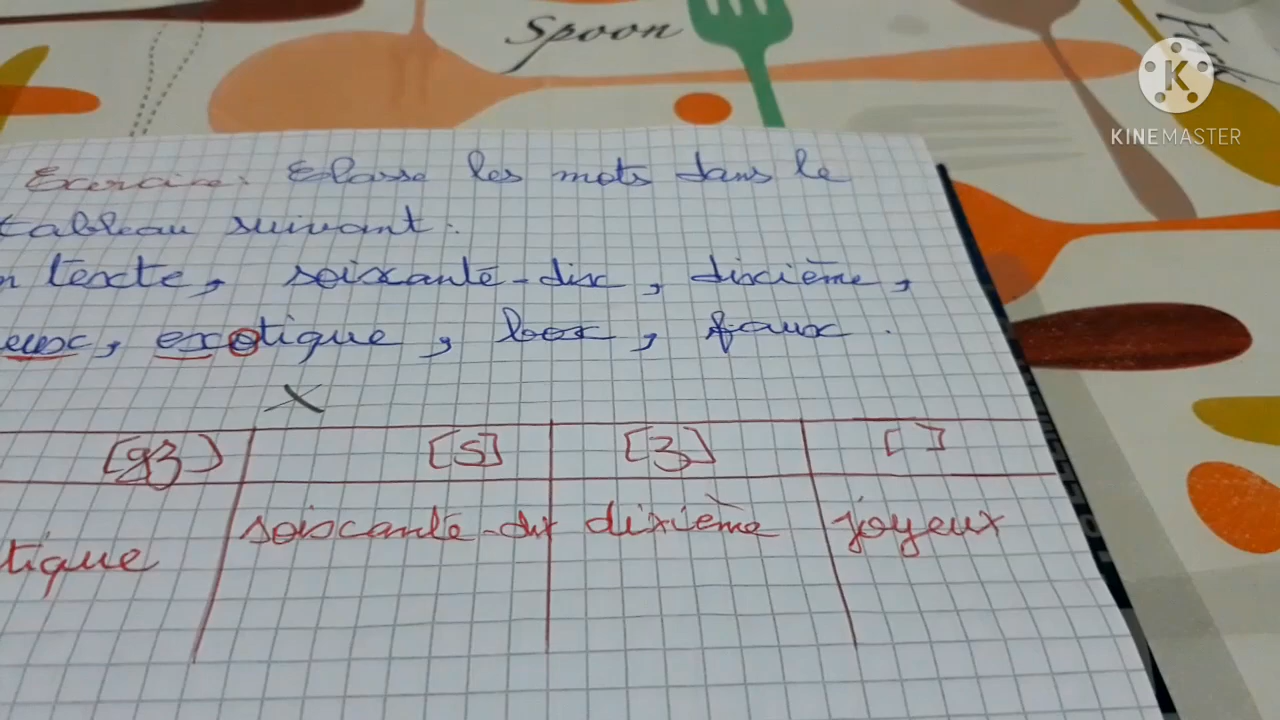 Spoon
Fork
KINEMASTER
Exercice: Classe les mots dans le
tableau suivant:
n texte, soixante-dix, dixième,
eux, exotique, box, faux.
X
[gz] [s] [z] [ ]
tique soixante-dix dixième joyeux